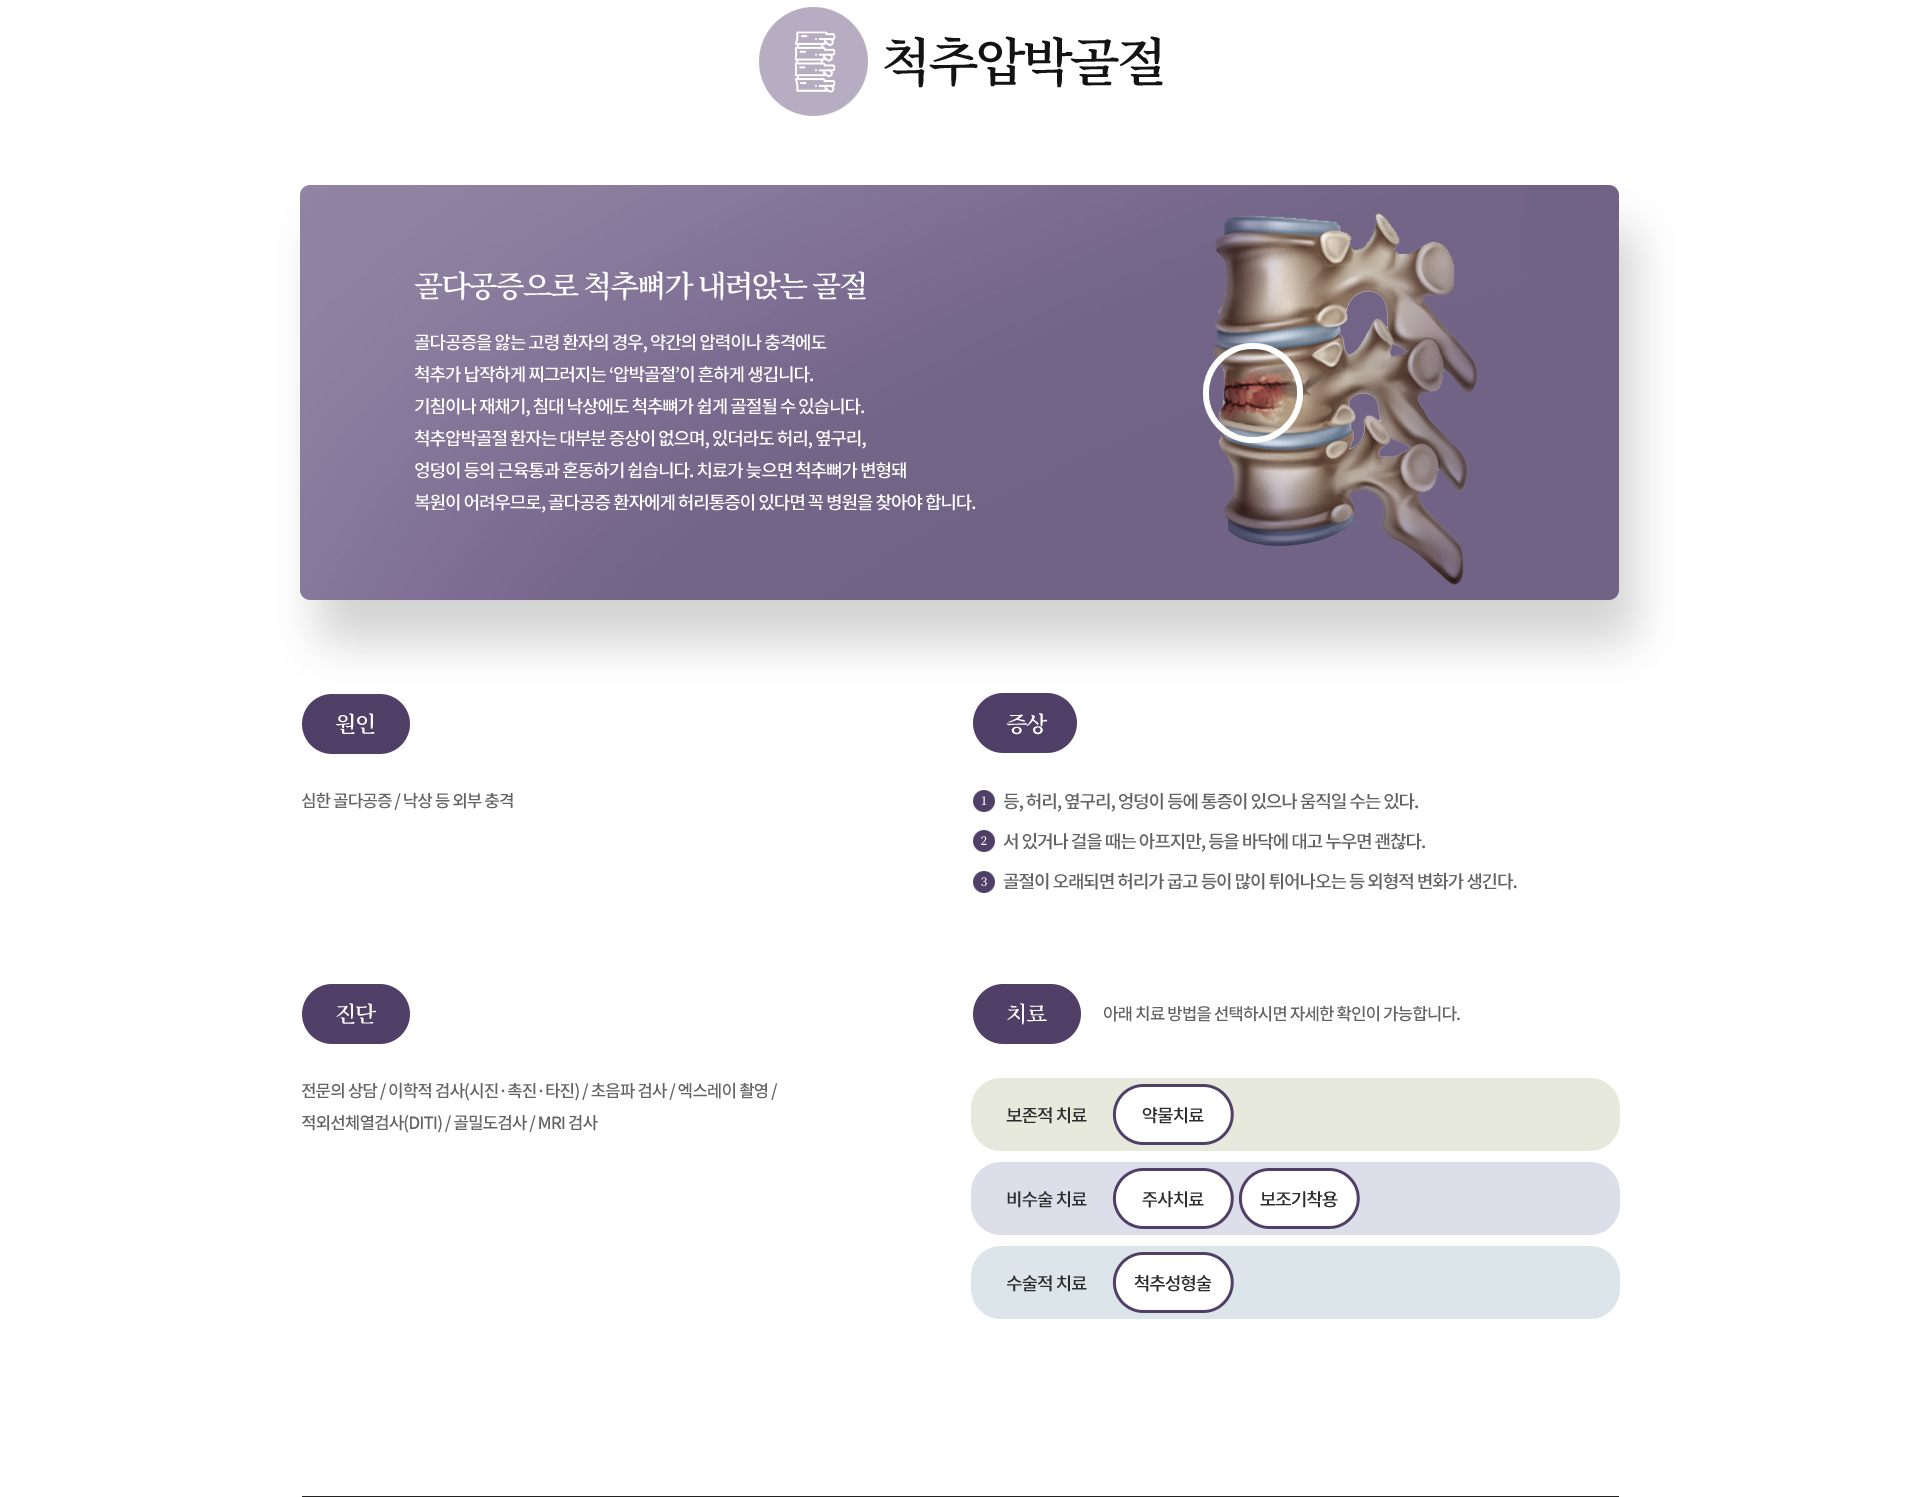 척추압박골절
골다공증으로 척추뼈가 내려앉는 골절
골다공증을 앓는 고령 환자의 경우, 약간의 압력이나 충격에도
척추가 납작하게 찌그러지는 ‘압박골절’이 흔하게 생깁니다.
기침이나 재채기, 침대 낙상에도 척추뼈가 쉽게 골절될 수 있습니다.
척추압박골절 환자는 대부분 증상이 없으며, 있더라도 허리, 옆구리,
엉덩이 등의 근육통과 혼동하기 쉽습니다. 치료가 늦으면 척추뼈가 변형돼
복원이 어려우므로, 골다공증 환자에게 허리통증이 있다면 꼭 병원을 찾아야 합니다.
원인
심한 골다공증 / 낙상 등 외부 충격
증상
1 등, 허리, 옆구리, 엉덩이 등에 통증이 있으나 움직일 수는 있다.
2 서 있거나 걸을 때는 아프지만, 등을 바닥에 대고 누우면 괜찮다.
3 골절이 오래되면 허리가 굽고 등이 많이 튀어나오는 등 외형적 변화가 생긴다.
진단
전문의 상담 / 이학적 검사(시진·촉진·타진) / 초음파 검사 / 엑스레이 촬영 /
적외선체열검사(DITI) / 골밀도검사 / MRI 검사
치료 아래 치료 방법을 선택하시면 자세한 확인이 가능합니다.
보존적 치료 약물치료
비수술 치료 주사치료 보조기착용
수술적 치료 척추성형술